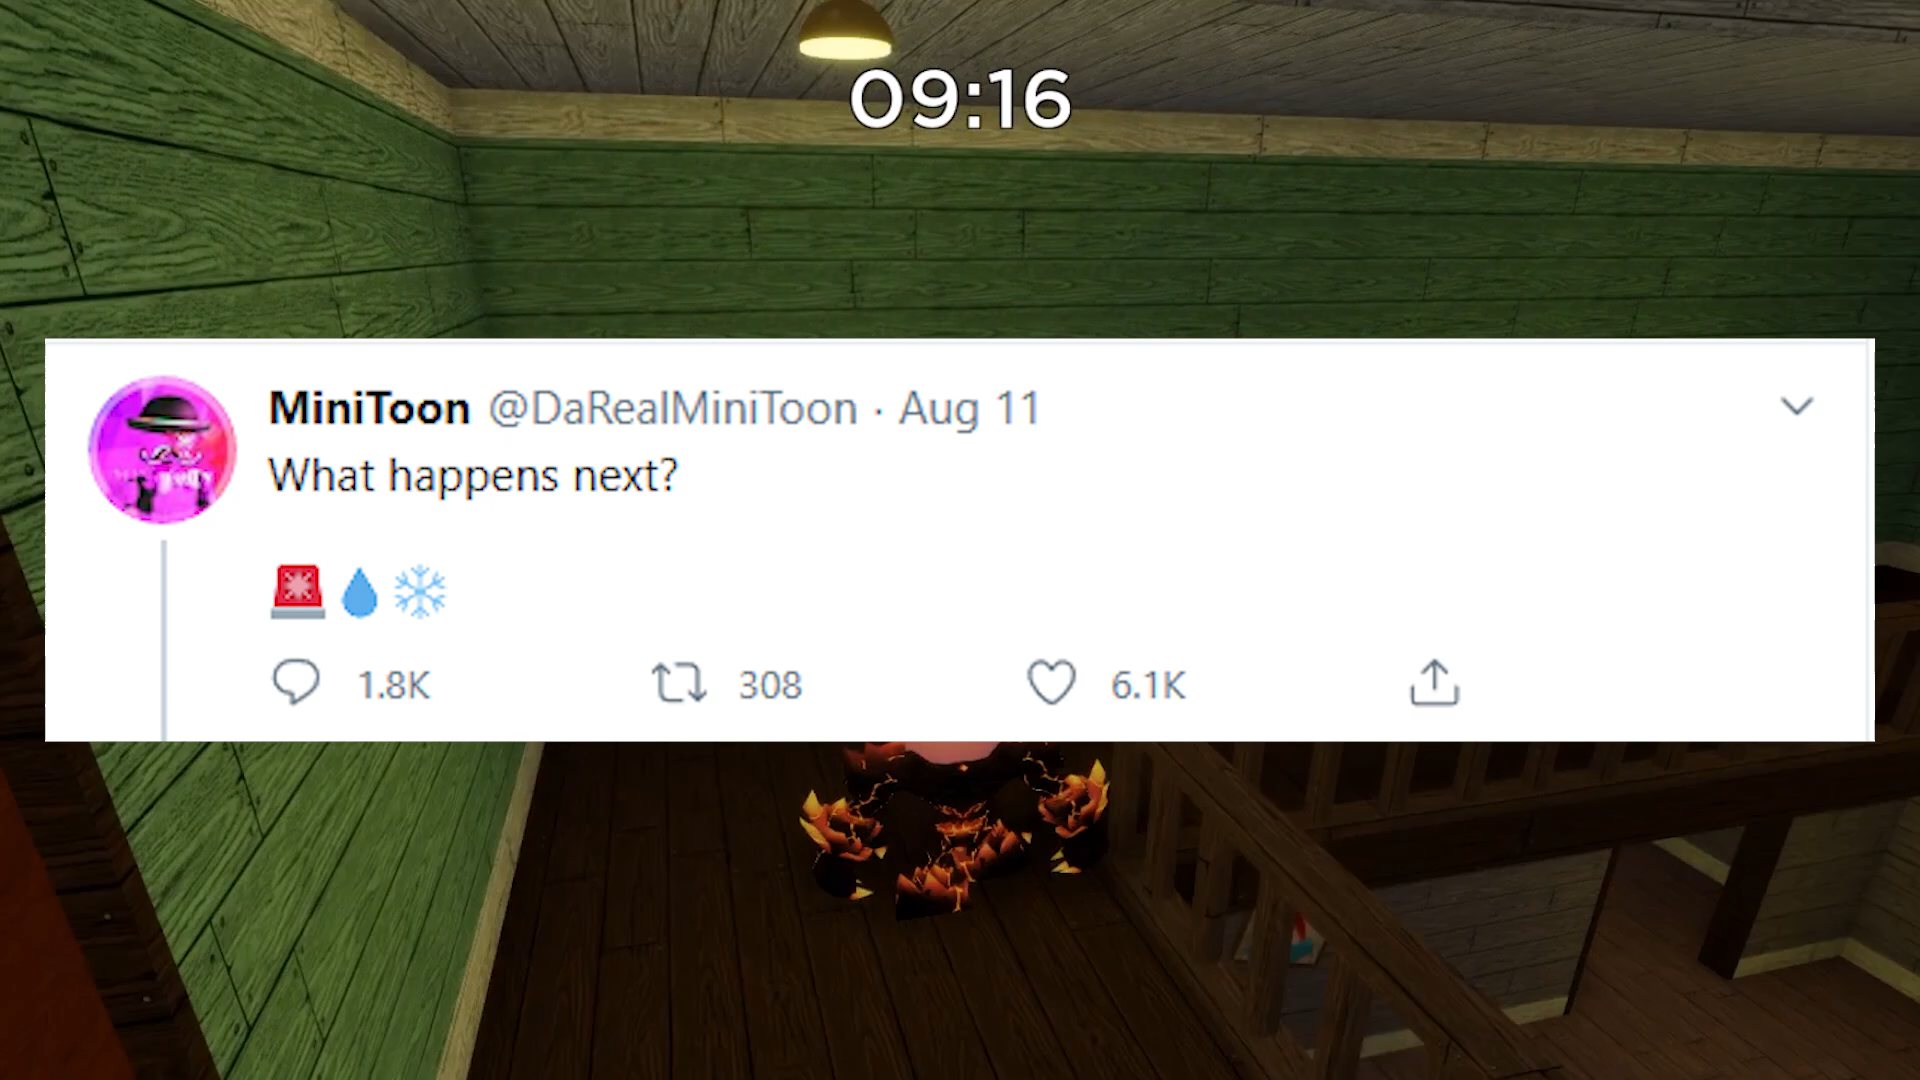 09:16
MiniToon @DaRealMiniToon · Aug 11
What happens next?
🚨💧❄️
1.8K 308 6.1K